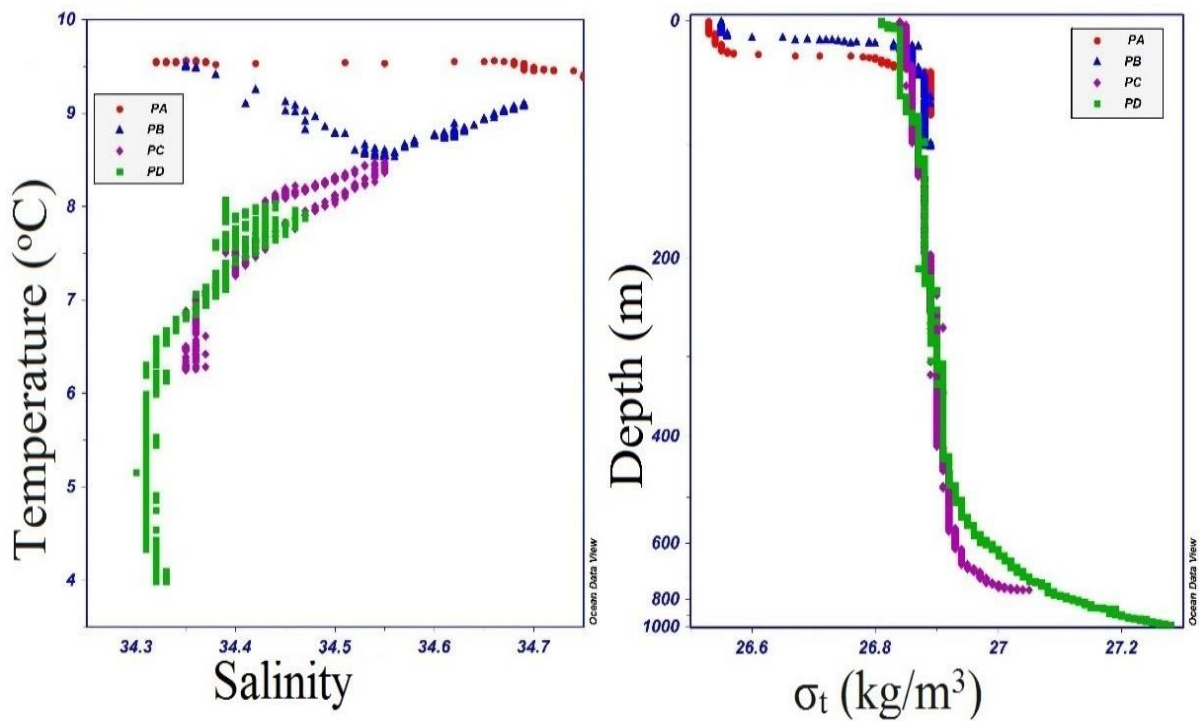 10
9
8
7
6
5
4
Temperature (°C)
PA
PB
PC
PD
34.3
34.4
34.5
34.6
34.7
Salinity
Ocean Data View
0
200
400
600
800
1000
Depth (m)
PA
PB
PC
PD
26.6
26.8
27
27.2
σt (kg/m³)
Ocean Data View